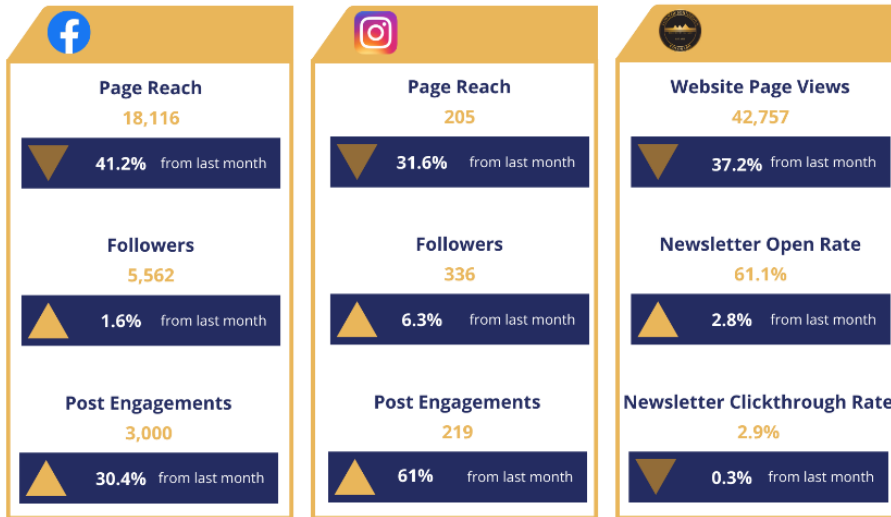 Page Reach
18,116
41.2% from last month
Followers
5,562
1.6% from last month
Post Engagements
3,000
30.4% from last month
Page Reach
205
31.6% from last month
Followers
336
6.3% from last month
Post Engagements
219
61% from last month
Website Page Views
42,757
37.2% from last month
Newsletter Open Rate
61.1%
2.8% from last month
Newsletter Clickthrough Rate
2.9%
0.3% from last month